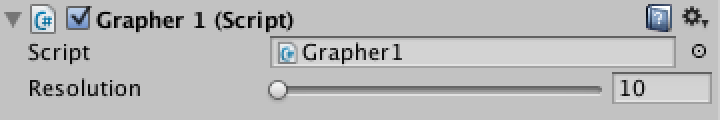 Grapher 1 (Script)
Script Grapher1
Resolution 10